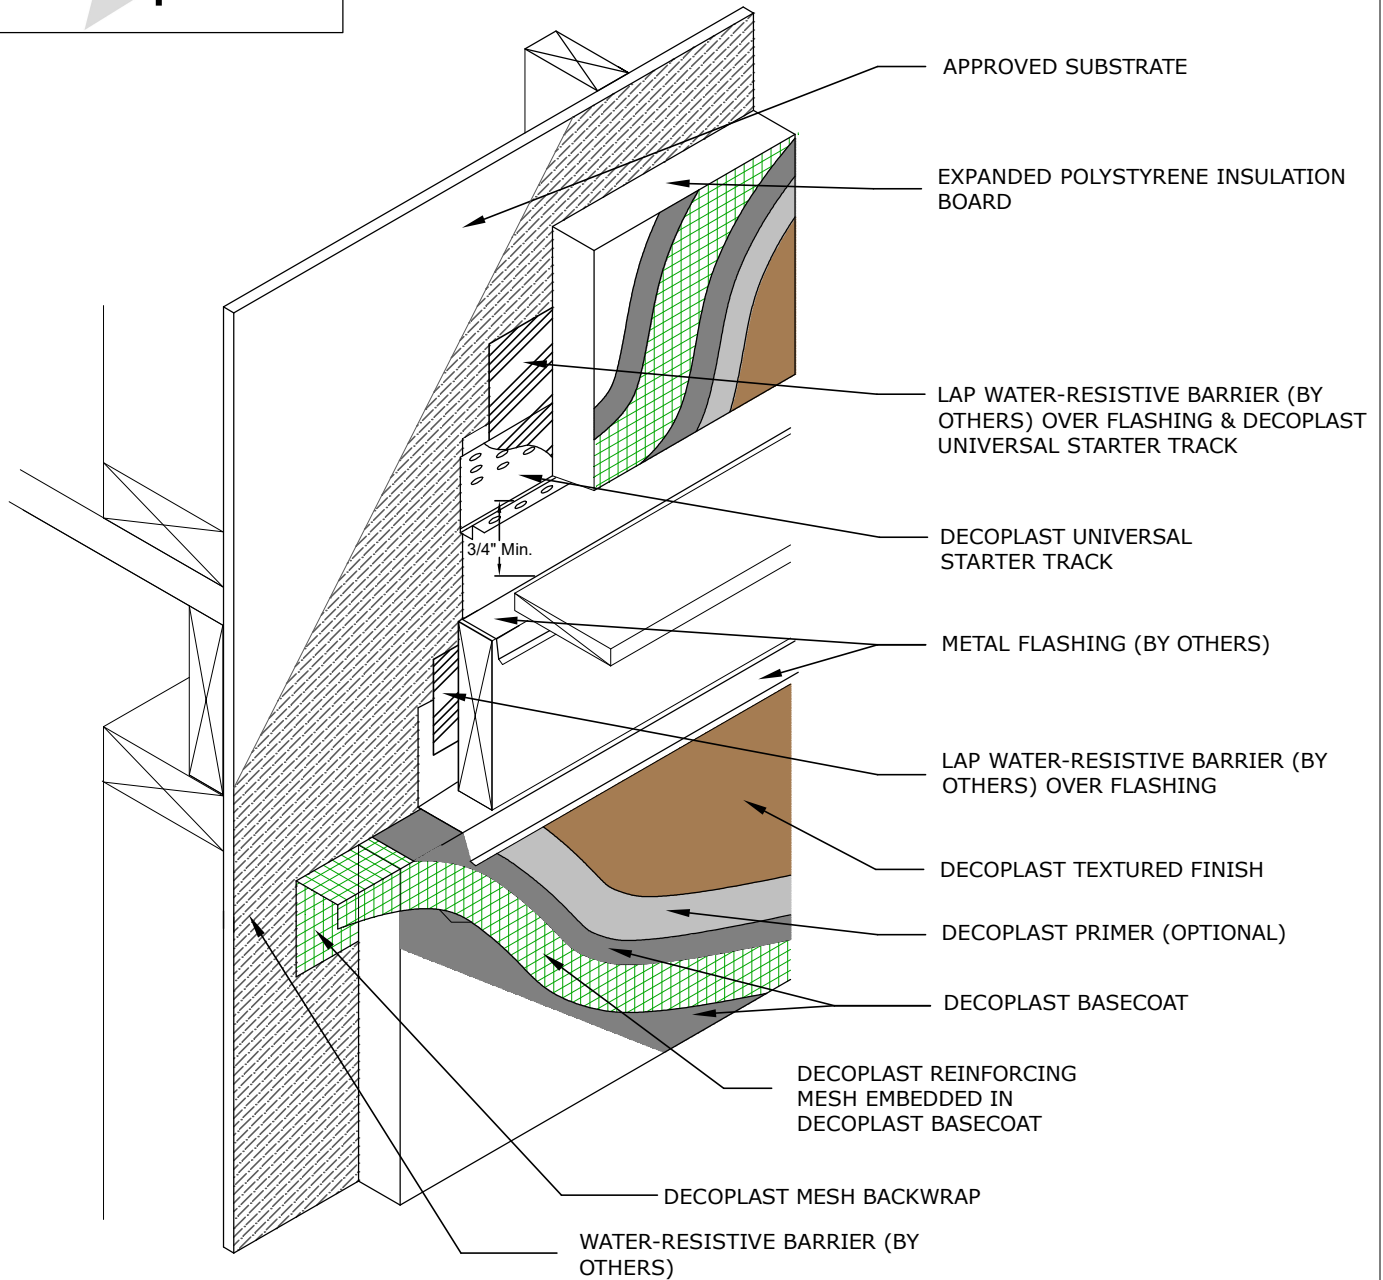 APPROVED SUBSTRATE
EXPANDED POLYSTYRENE INSULATION
BOARD
LAP WATER-RESISTIVE BARRIER (BY
OTHERS) OVER FLASHING & DECOPLAST
UNIVERSAL STARTER TRACK
DECOPLAST UNIVERSAL
STARTER TRACK
3/4" Min.
METAL FLASHING (BY OTHERS)
LAP WATER-RESISTIVE BARRIER (BY
OTHERS) OVER FLASHING
DECOPLAST TEXTURED FINISH
DECOPLAST PRIMER (OPTIONAL)
DECOPLAST BASECOAT
DECOPLAST REINFORCING
MESH EMBEDDED IN
DECOPLAST BASECOAT
DECOPLAST MESH BACKWRAP
WATER-RESISTIVE BARRIER (BY
OTHERS)